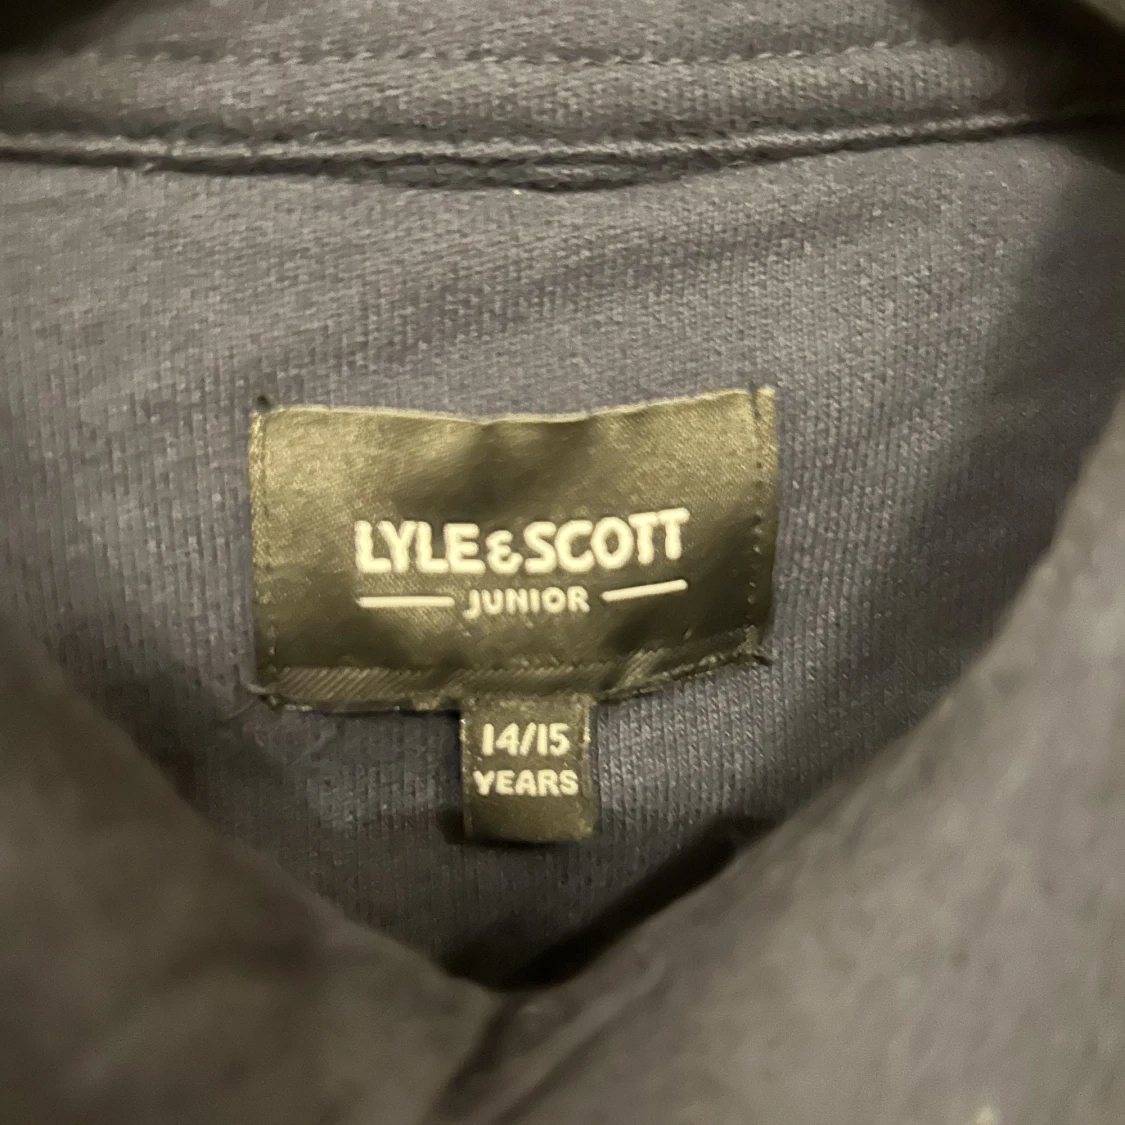 LYLE & SCOTT
JUNIOR
14/15
YEARS